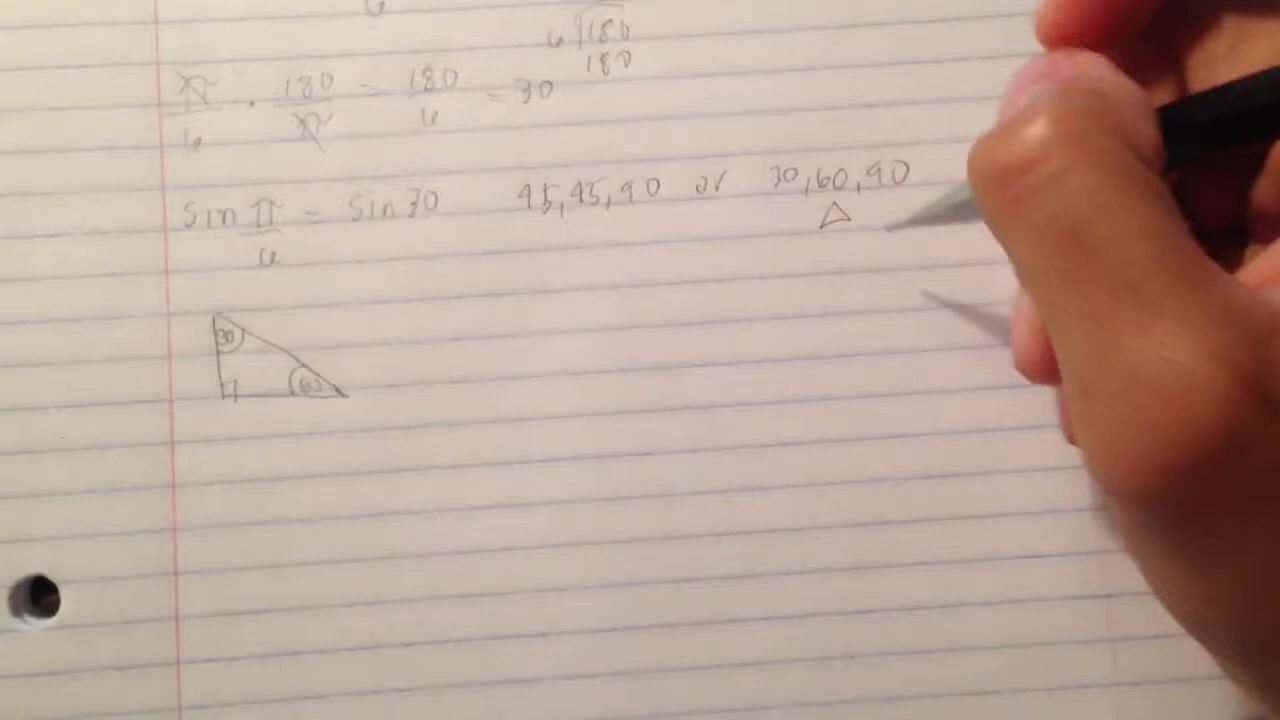 6
6 180
180
π/6 · 180/π = 180/6 = 30
sin π/6 = sin 30 45,45,90 or 30,60,90
30
60